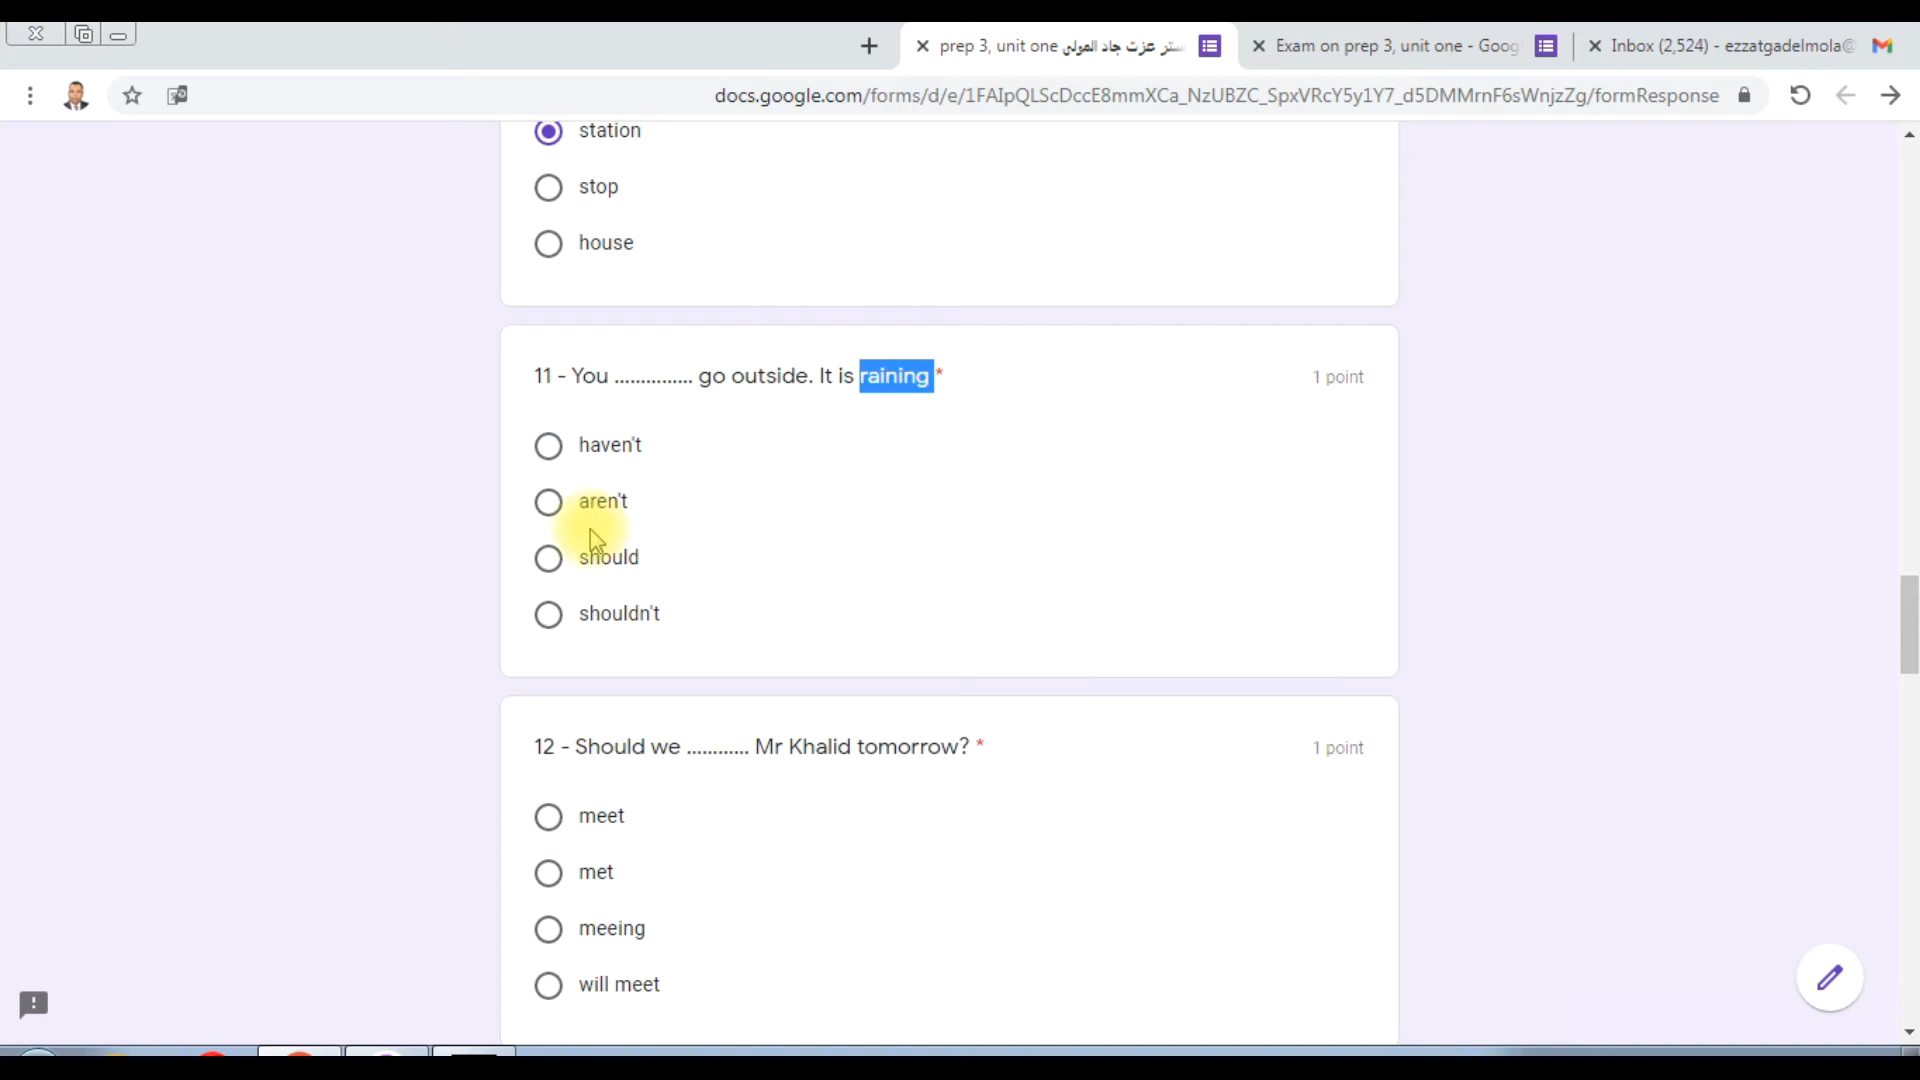 prep 3, unit one ستر عزت جاد المولى
Exam on prep 3, unit one - Goog
Inbox (2,524) - ezzatgadelmola@
docs.google.com/forms/d/e/1FAIpQLScDccE8mmXCa_NzUBZC_SpxVRcY5y1Y7_d5DMMrnF6sWnjzZg/formResponse
station
stop
house
11 - You ............... go outside. It is raining *
1 point
haven't
aren't
should
shouldn't
12 - Should we ............ Mr Khalid tomorrow? *
1 point
meet
met
meeing
will meet